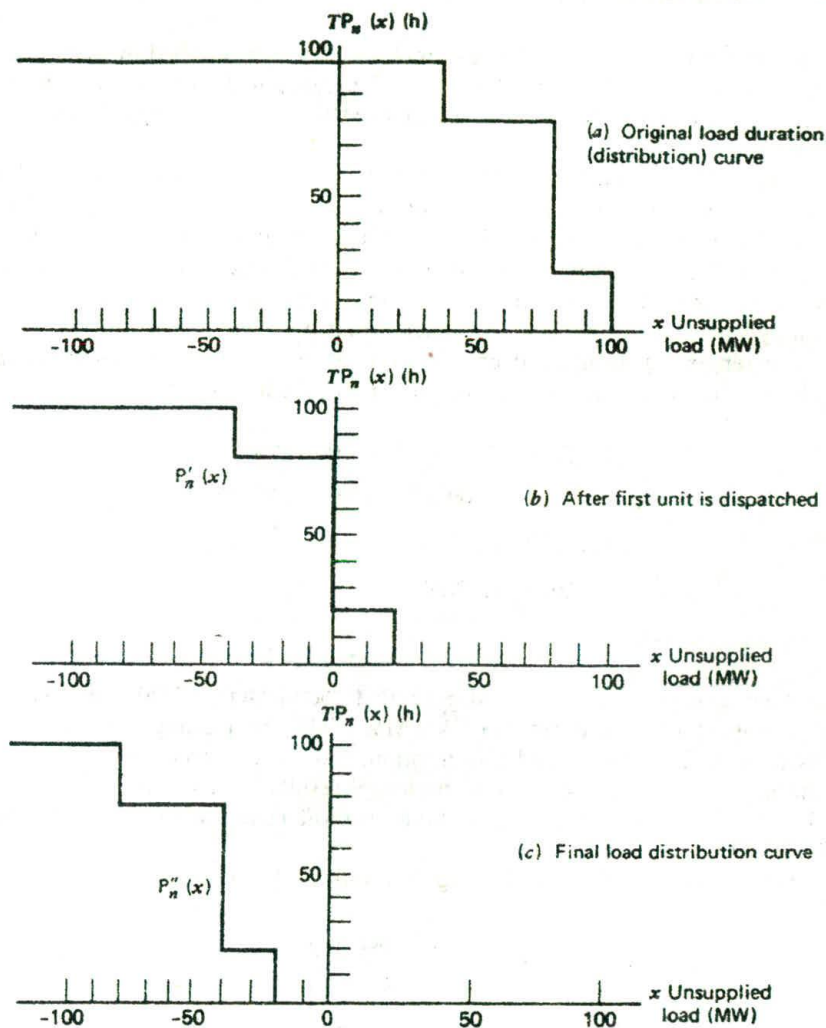 TPₙ (x) (h)
100
(a) Original load duration
(distribution) curve
50
x Unsupplied
load (MW)
-100 -50 0 50 100
TPₙ (x) (h)
100
P′ₙ (x)
(b) After first unit is dispatched
50
x Unsupplied
load (MW)
-100 -50 0 50 100
TPₙ (x) (h)
100
(c) Final load distribution curve
50
P″ₙ (x)
x Unsupplied
load (MW)
-100 -50 0 50 100